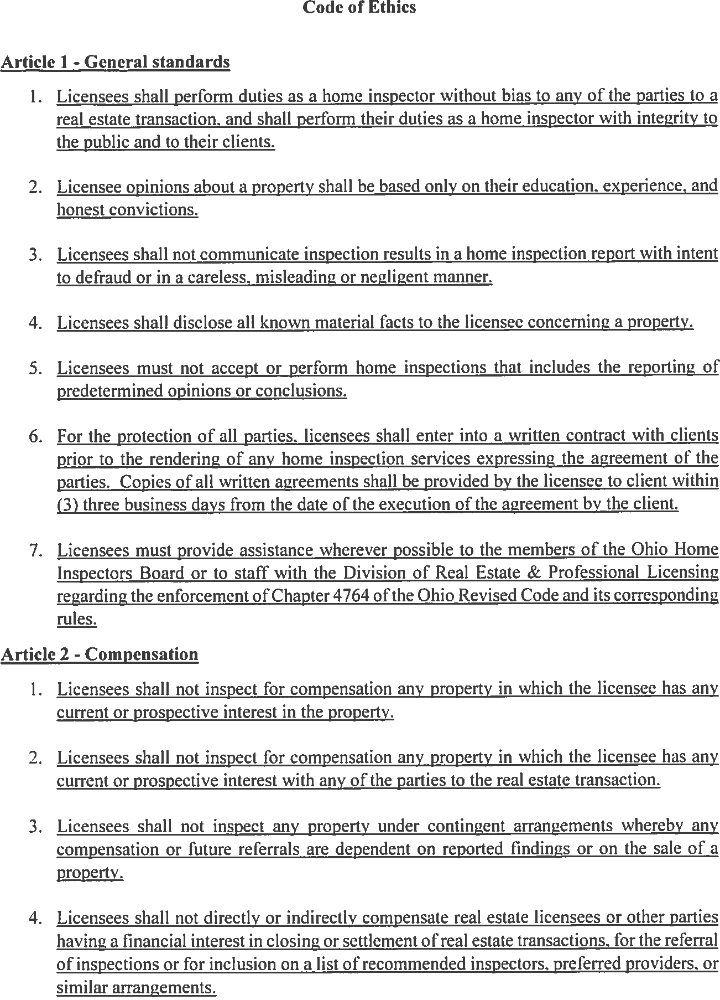 Code of Ethics
Article 1 - General standards
1. Licensees shall perform duties as a home inspector without bias to any of the parties to a
real estate transaction, and shall perform their duties as a home inspector with integrity to
the public and to their clients.
2. Licensee opinions about a property shall be based only on their education, experience, and
honest convictions.
3. Licensees shall not communicate inspection results in a home inspection report with intent
to defraud or in a careless, misleading or negligent manner.
4. Licensees shall disclose all known material facts to the licensee concerning a property.
5. Licensees must not accept or perform home inspections that includes the reporting of
predetermined opinions or conclusions.
6. For the protection of all parties, licensees shall enter into a written contract with clients
prior to the rendering of any home inspection services expressing the agreement of the
parties. Copies of all written agreements shall be provided by the licensee to client within
(3) three business days from the date of the execution of the agreement by the client.
7. Licensees must provide assistance wherever possible to the members of the Ohio Home
Inspectors Board or to staff with the Division of Real Estate & Professional Licensing
regarding the enforcement of Chapter 4764 of the Ohio Revised Code and its corresponding
rules.
Article 2 - Compensation
1. Licensees shall not inspect for compensation any property in which the licensee has any
current or prospective interest in the property.
2. Licensees shall not inspect for compensation any property in which the licensee has any
current or prospective interest with any of the parties to the real estate transaction.
3. Licensees shall not inspect any property under contingent arrangements whereby any
compensation or future referrals are dependent on reported findings or on the sale of a
property.
4. Licensees shall not directly or indirectly compensate real estate licensees or other parties
having a financial interest in closing or settlement of real estate transactions, for the referral
of inspections or for inclusion on a list of recommended inspectors, preferred providers, or
similar arrangements.